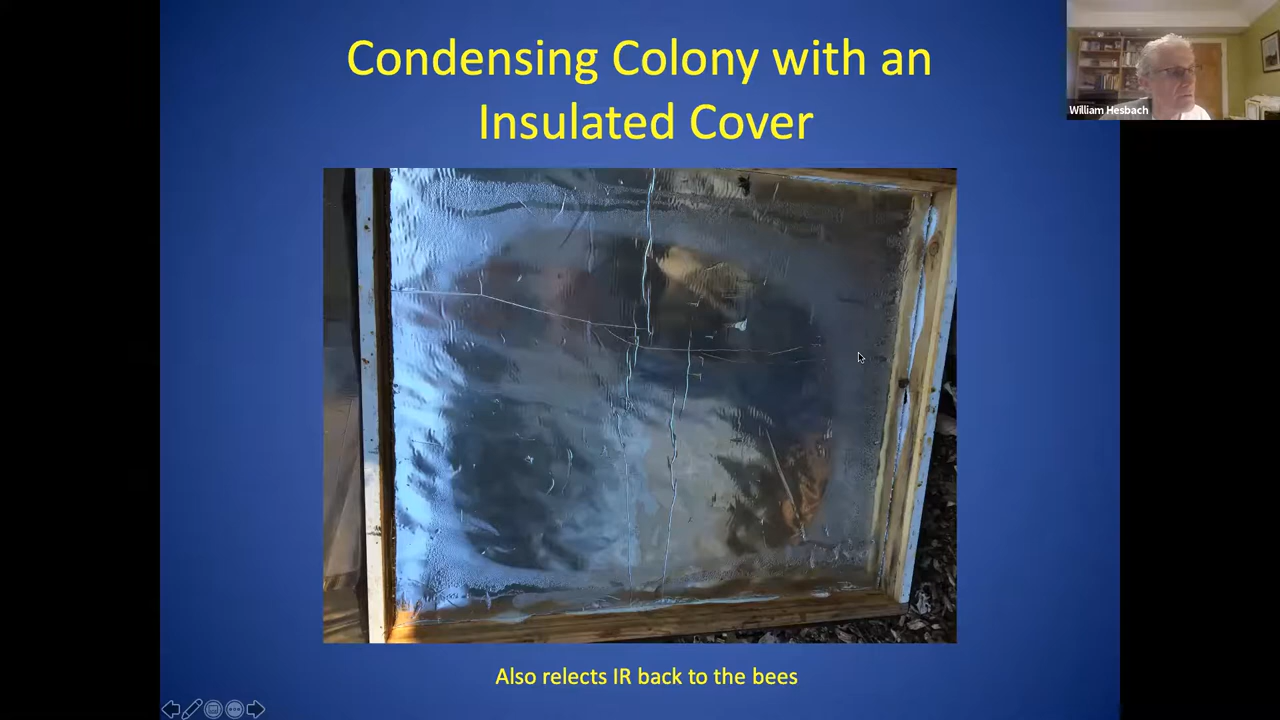 Condensing Colony with an
Insulated Cover
William Hesbach
Also relects IR back to the bees